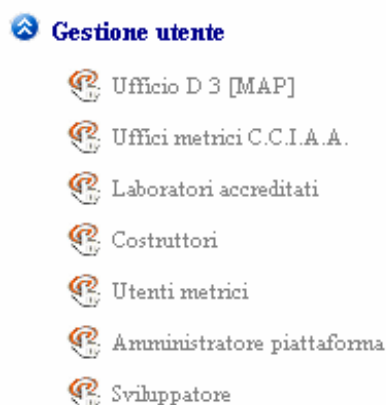 Gestione utente
Ufficio D 3 [MAP]
Uffici metrici C.C.I.A.A.
Laboratori accreditati
Costruttori
Utenti metrici
Amministratore piattaforma
Sviluppatore